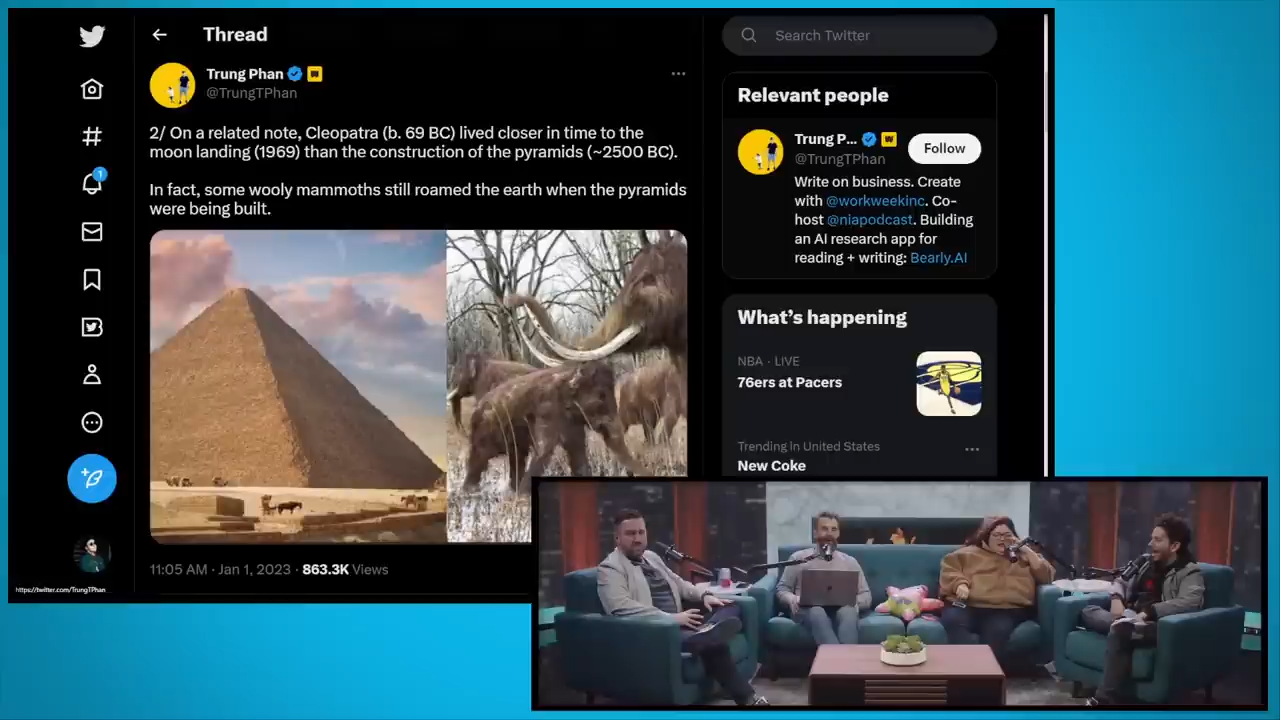 Thread
Search Twitter
Trung Phan
@TrungTPhan
2/ On a related note, Cleopatra (b. 69 BC) lived closer in time to the
moon landing (1969) than the construction of the pyramids (~2500 BC).
In fact, some wooly mammoths still roamed the earth when the pyramids
were being built.
11:05 AM · Jan 1, 2023 · 863.3K Views
Relevant people
Trung P...
@TrungTPhan
Follow
Write on business. Create
with @workweekinc. Co-
host @niapodcast. Building
an AI research app for
reading + writing: Bearly.AI
What's happening
NBA · LIVE
76ers at Pacers
Trending in United States
New Coke
1
https://twitter.com/TrungTPhan